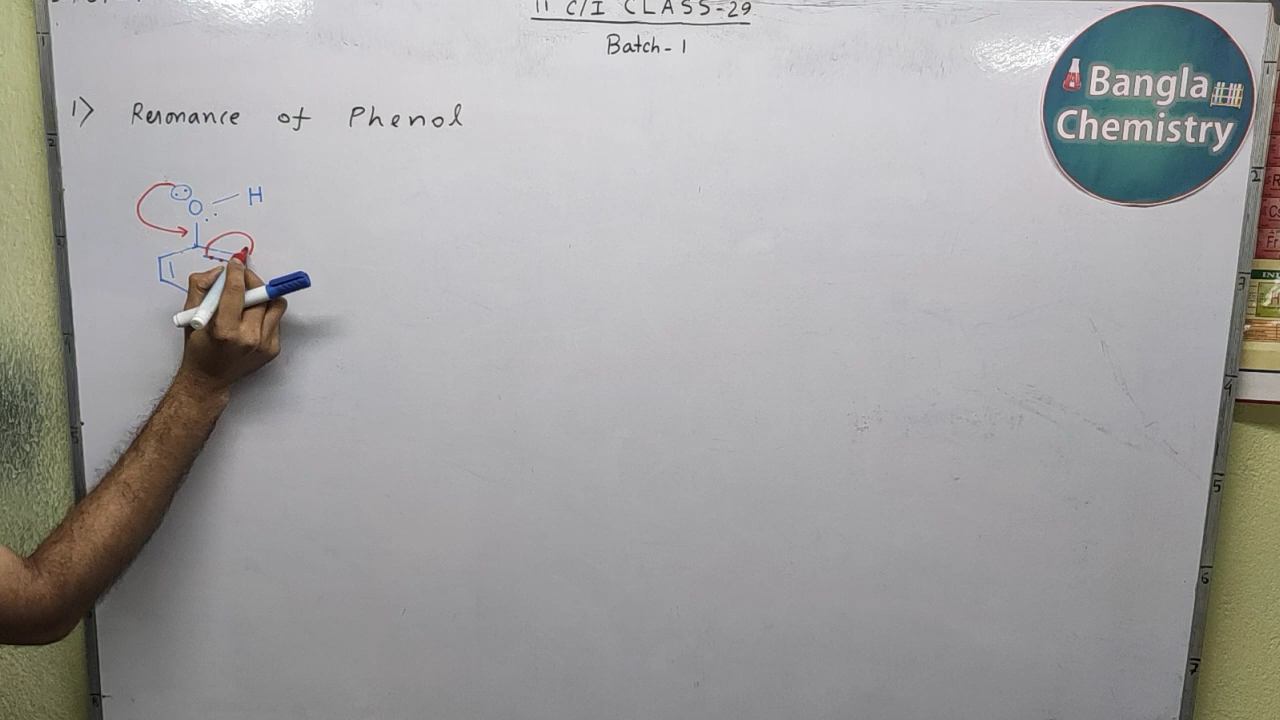 11 C/I CLASS-29
Batch-1
Bangla
Chemistry
1> Resonance of Phenol
O H